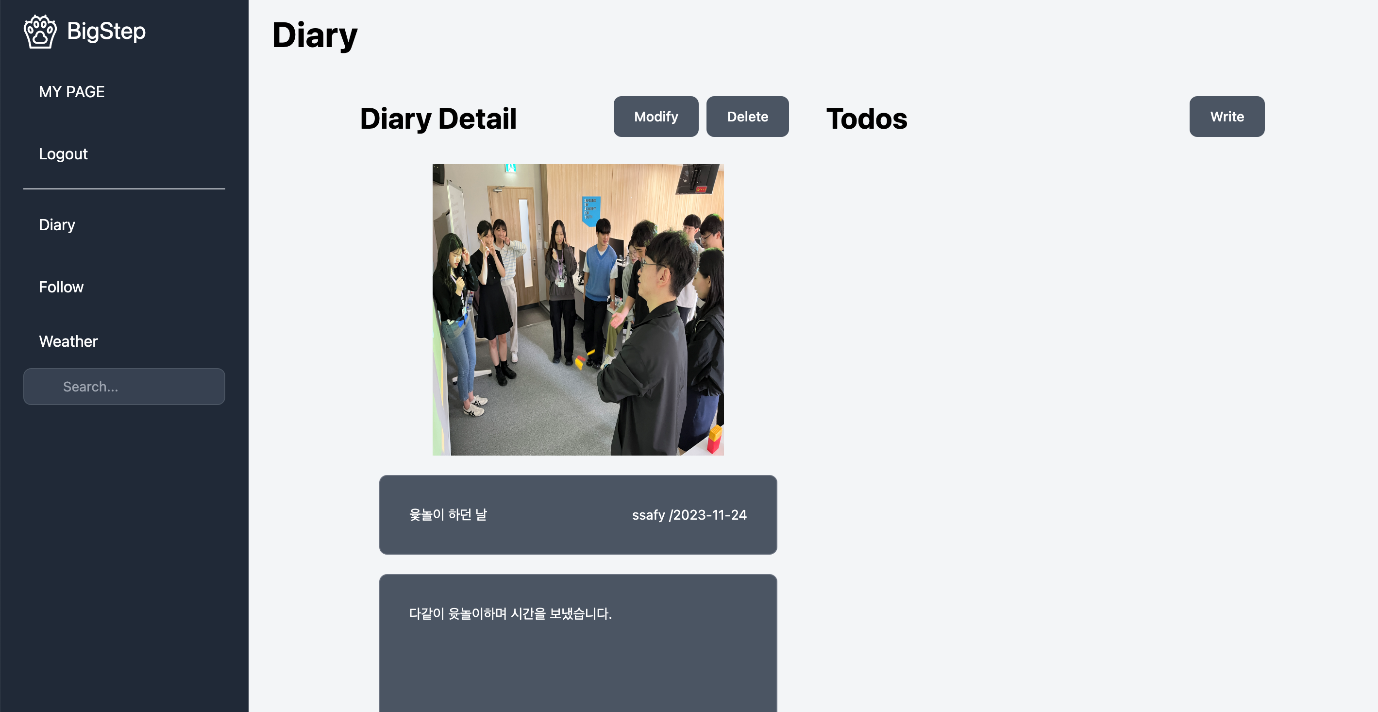 BigStep
MY PAGE
Logout
Diary
Follow
Weather
Search...
Diary
Diary Detail
Modify
Delete
Todos
Write
윷놀이 하던 날
ssafy /2023-11-24
다같이 윷놀이하며 시간을 보냈습니다.